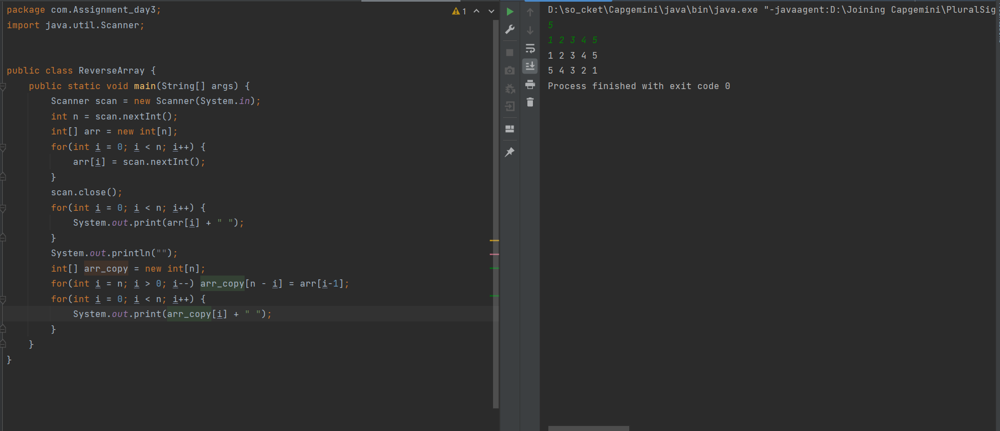 package com.Assignment_day3;
import java.util.Scanner;
1
public class ReverseArray {
public static void main(String[] args) {
Scanner scan = new Scanner(System.in);
int n = scan.nextInt();
int[] arr = new int[n];
for(int i = 0; i < n; i++) {
arr[i] = scan.nextInt();
}
scan.close();
for(int i = 0; i < n; i++) {
System.out.print(arr[i] + " ");
}
System.out.println("");
int[] arr_copy = new int[n];
for(int i = n; i > 0; i--) arr_copy[n - i] = arr[i-1];
for(int i = 0; i < n; i++) {
System.out.print(arr_copy[i] + " ");
}
}
}
D:\so_cket\Capgemini\java\bin\java.exe "-javaagent:D:\Joining Capgemini\PluralSig
5
1 2 3 4 5
1 2 3 4 5
5 4 3 2 1
Process finished with exit code 0